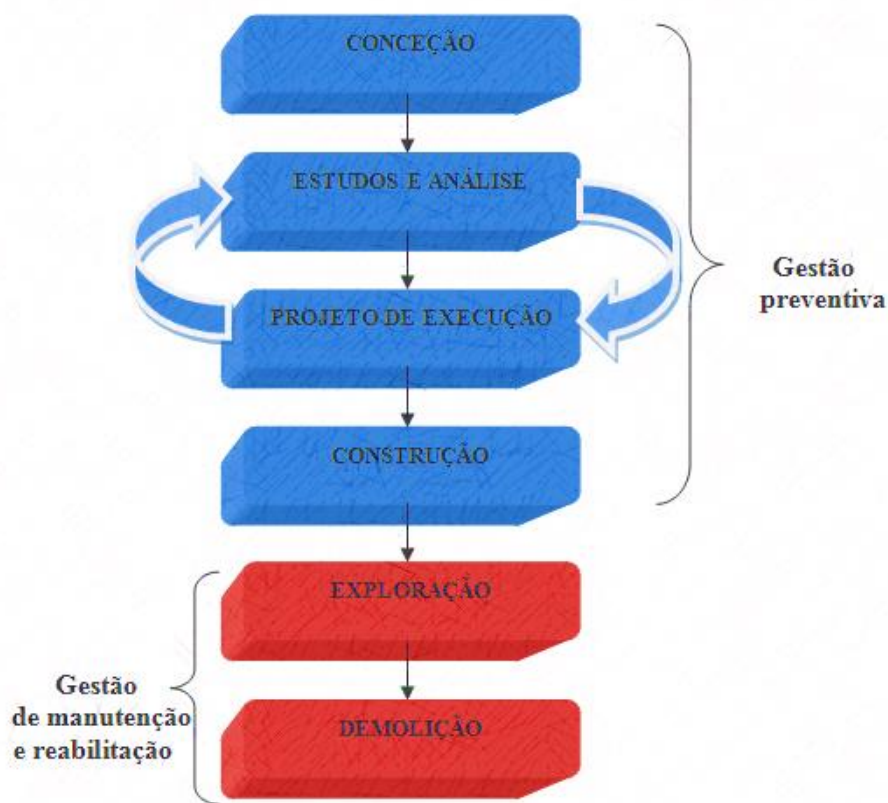 CONCEÇÃO
ESTUDOS E ANÁLISE
PROJETO DE EXECUÇÃO
CONSTRUÇÃO
EXPLORAÇÃO
DEMOLIÇÃO
Gestão
preventiva
Gestão
de manutenção
e reabilitação